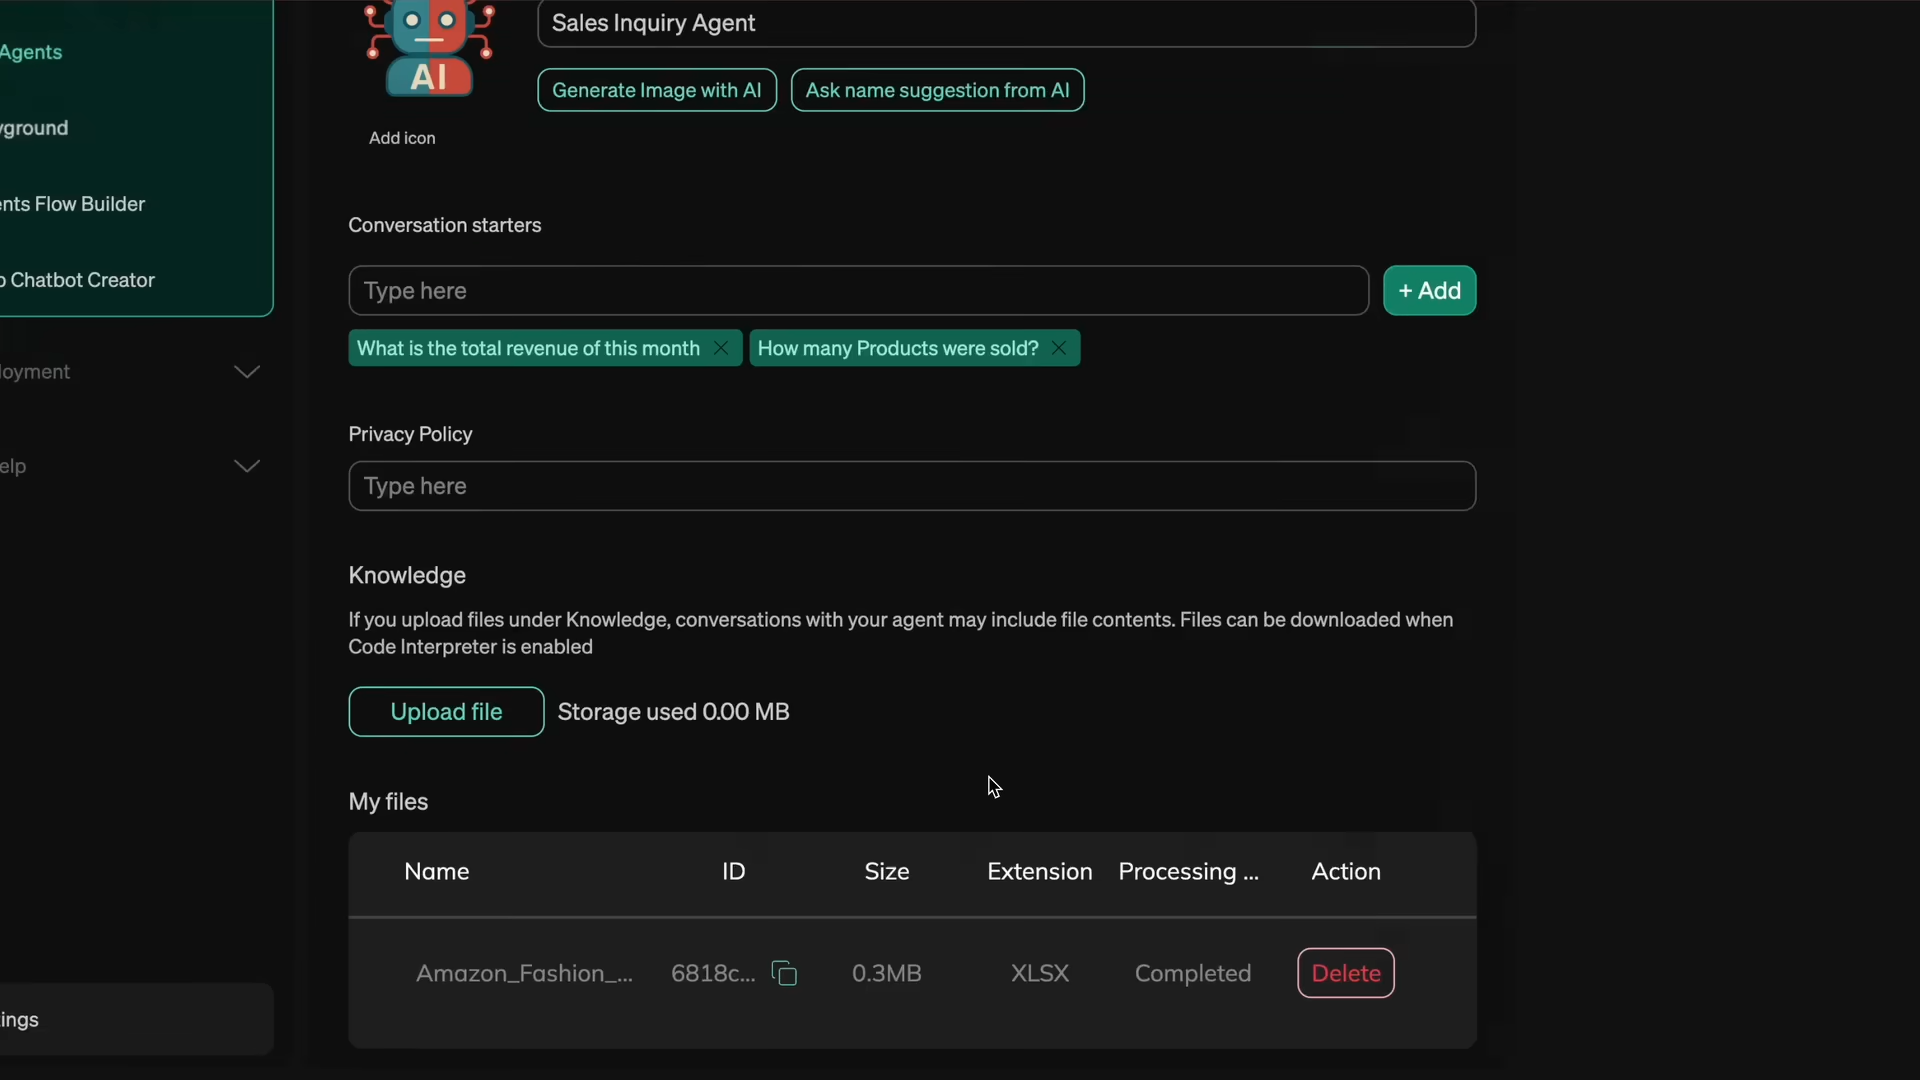 Sales Inquiry Agent
Agents
AI
Generate Image with AI
Ask name suggestion from AI
yground
Add icon
ents Flow Builder
Conversation starters
o Chatbot Creator
Type here
+ Add
What is the total revenue of this month
How many Products were sold?
loyment
Privacy Policy
elp
Type here
Knowledge
If you upload files under Knowledge, conversations with your agent may include file contents. Files can be downloaded when
Code Interpreter is enabled
Upload file
Storage used 0.00 MB
My files
Name ID Size Extension Processing ... Action
Amazon_Fashion_... 6818c... 0.3MB XLSX Completed Delete
ings